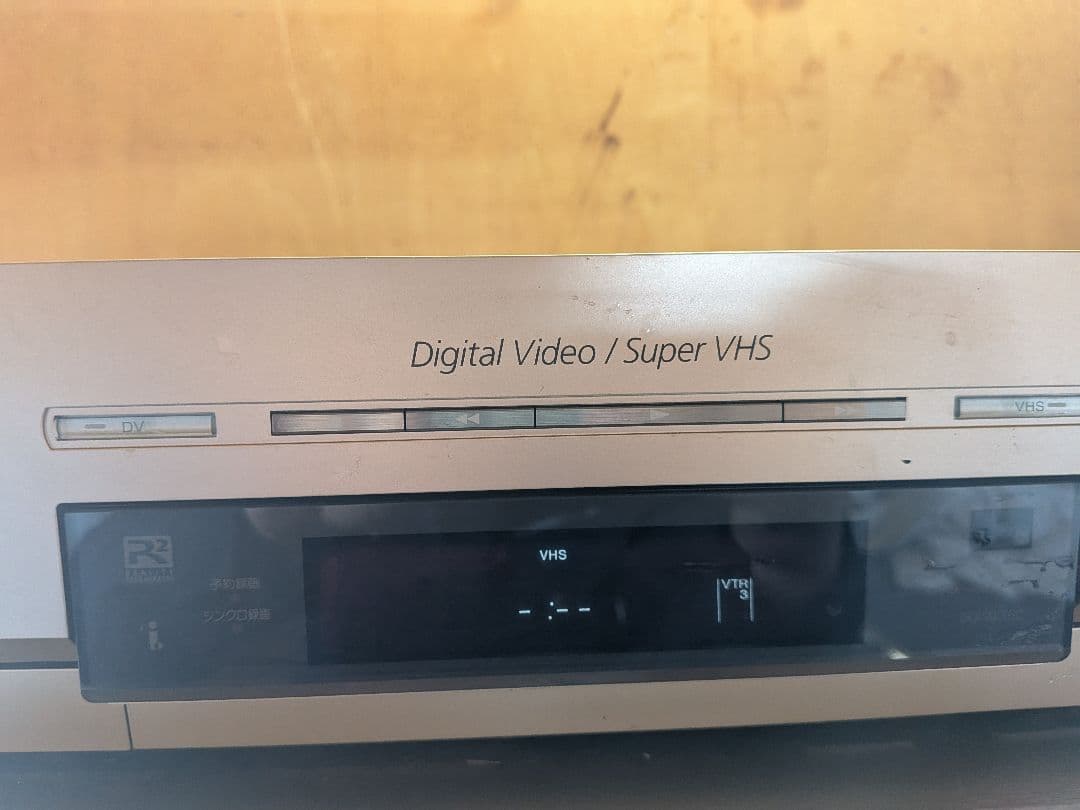 Digital Video / Super VHS
DV
VHS
R²
VHS
予約録画
シンクロ録画
- :--
VTR
3
i